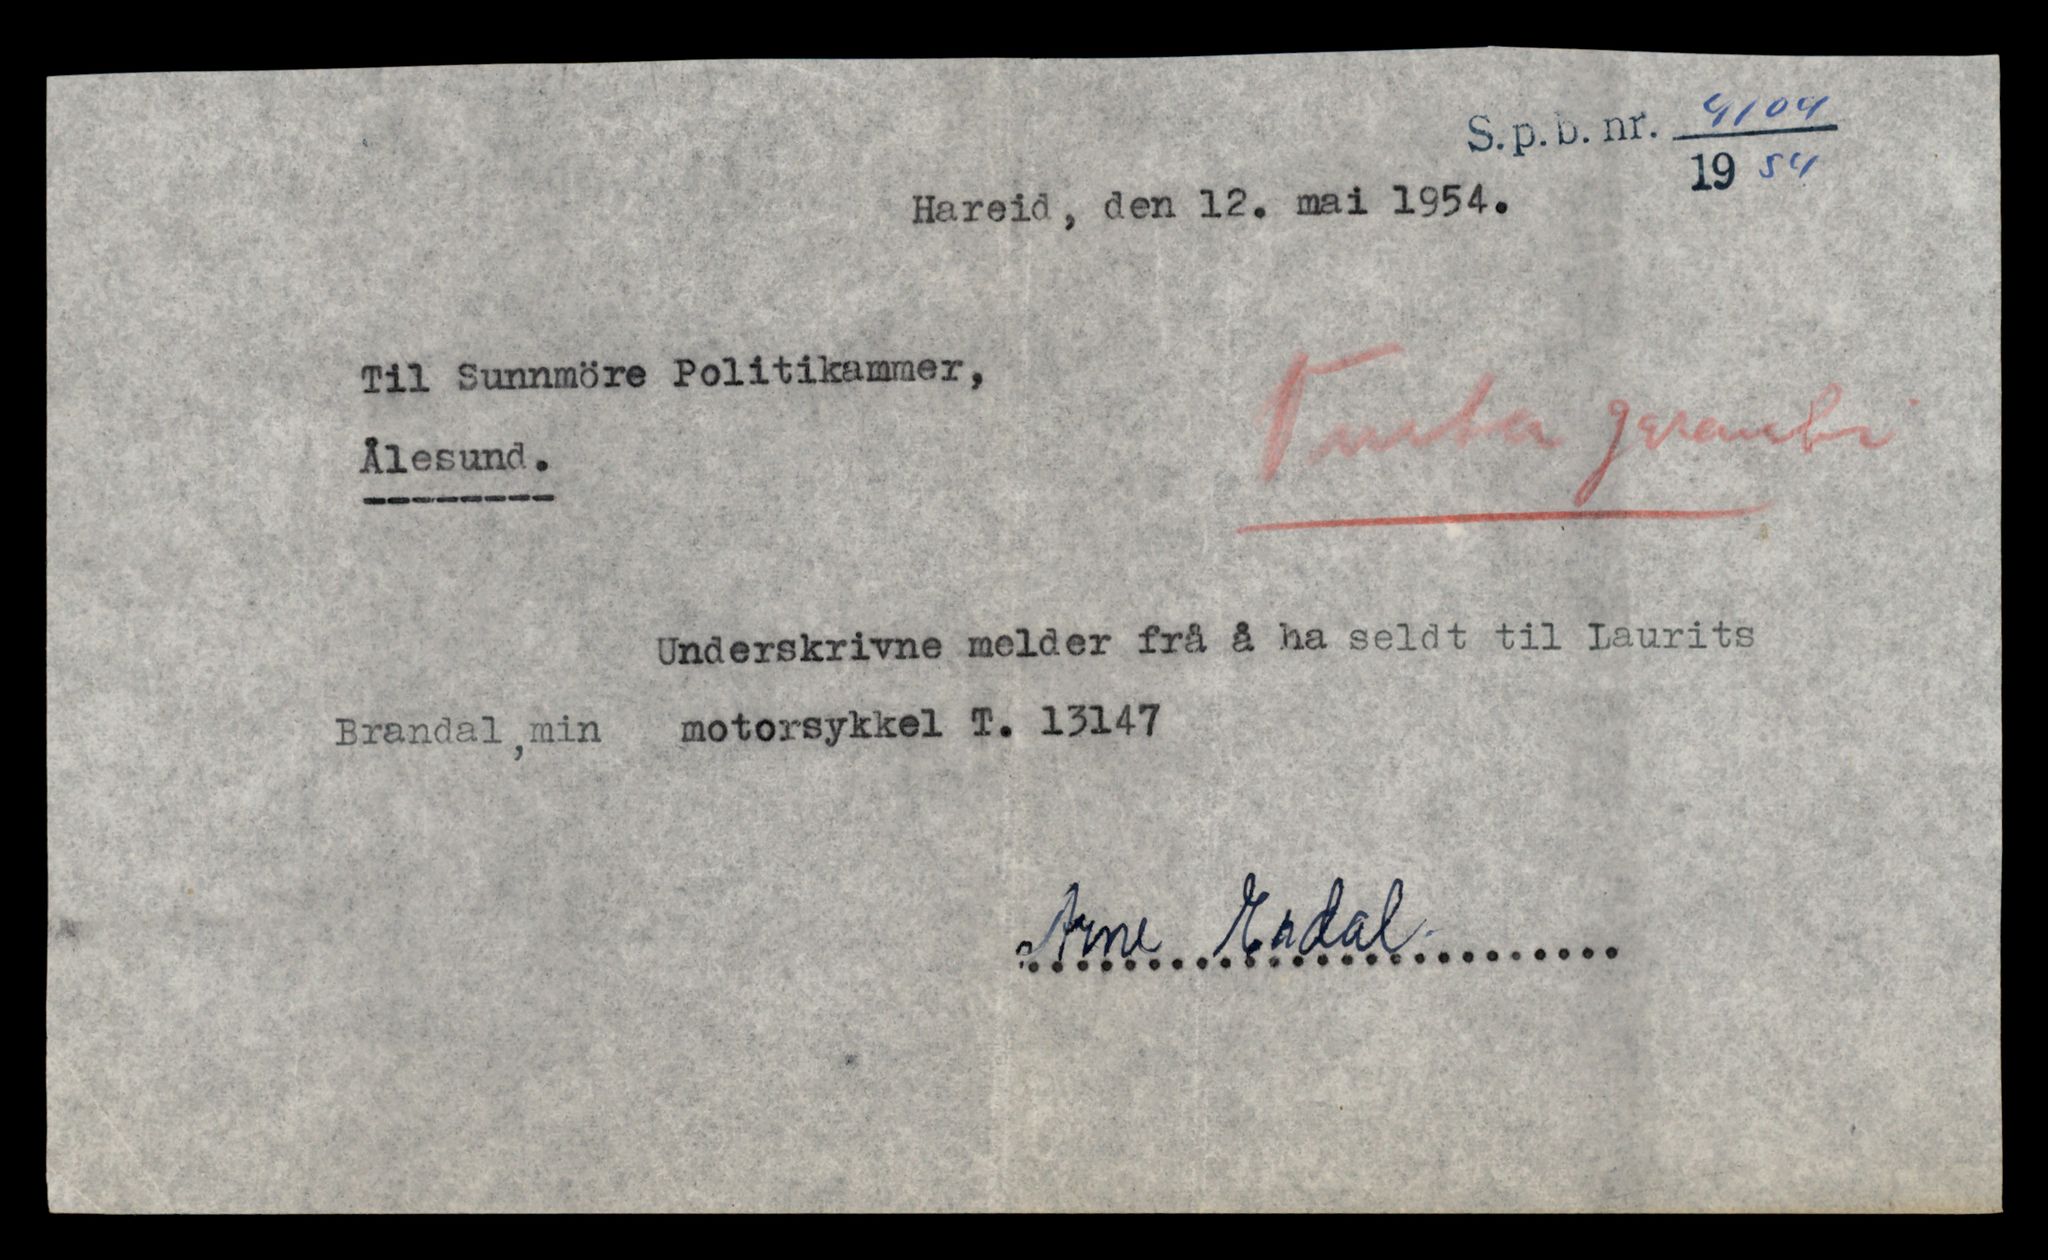 S.p.b. nr. 4104
19 54
Hareid, den 12. mai 1954.
Til Sunnmöre Politikammer,
Ålesund.
--------
Underskrivne melder frå å ha seldt til Laurits
Brandal, min motorsykkel T. 13147
Arne